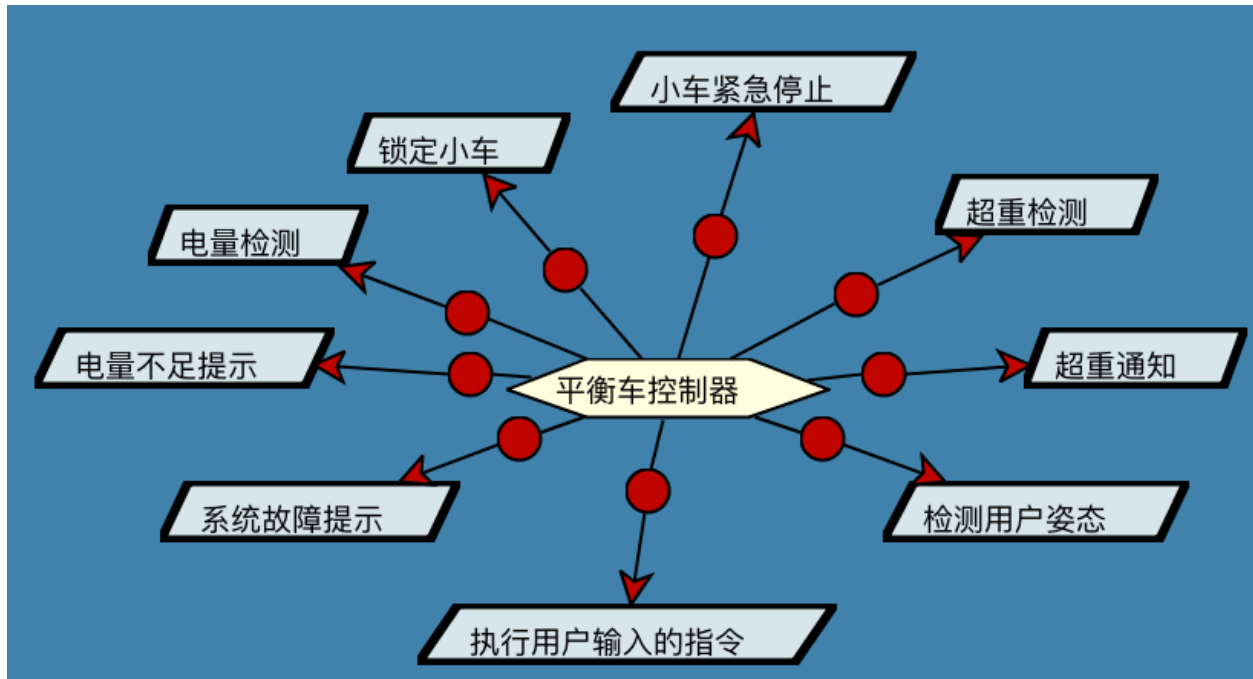 小车紧急停止
锁定小车
超重检测
电量检测
电量不足提示
超重通知
平衡车控制器
系统故障提示
检测用户姿态
执行用户输入的指令